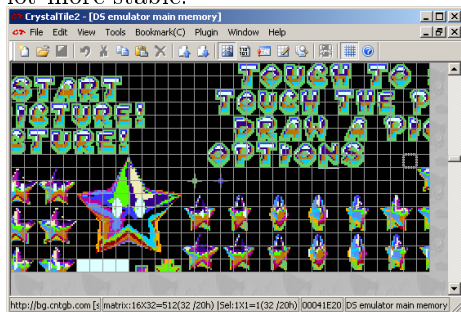 lot more stable.
CrystalTile2 - [DS emulator main memory]
File Edit View Tools Bookmark(C) Plugin Window Help
TOUCH TO
START TOUCH THE
ICTURE! DRAW A PI
CTURE! OPTIONS
http://bg.cntgb.com [s matrix:16X32=512(32 /20h) |Sel:1X1=1(32 /20h) 00041E20 DS emulator main memory